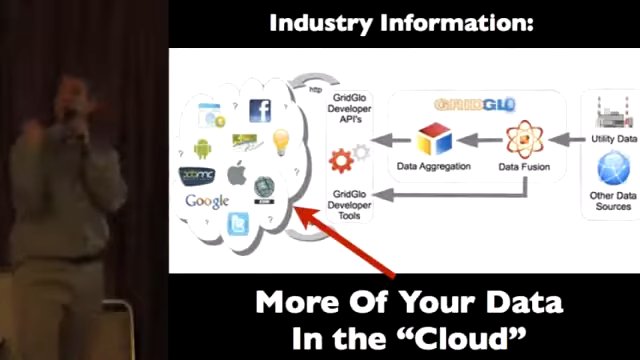 Industry Information:
http
GridGlo
Developer
API's
GRIDGLO
Utility Data
Data Aggregation
Data Fusion
Other Data
Sources
GridGlo
Developer
Tools
Google
?
?
?
?
?
More Of Your Data
In the “Cloud”